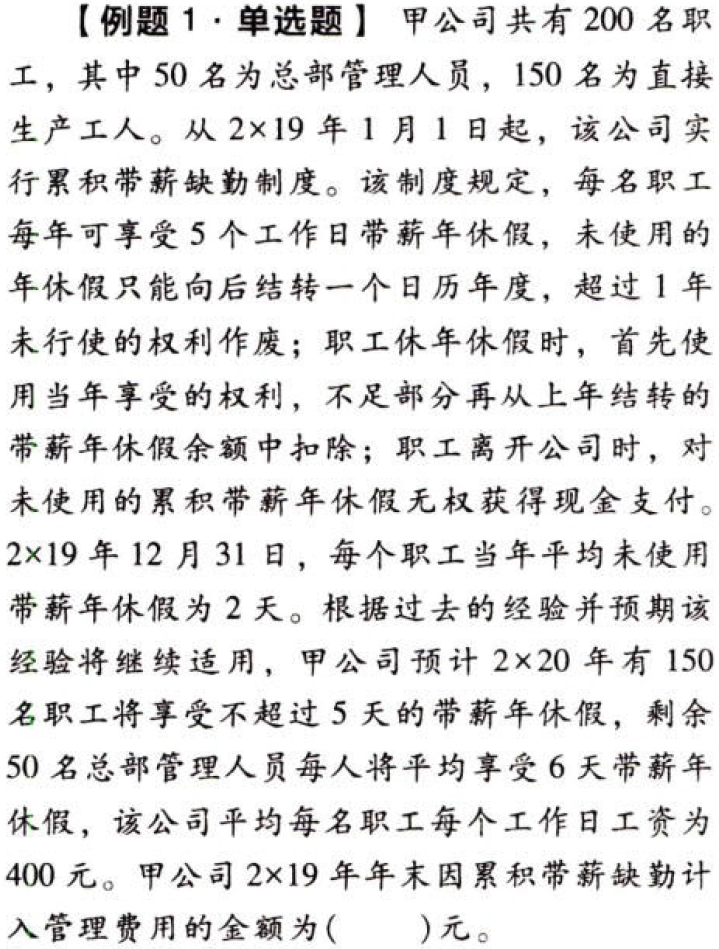 【例题 1·单选题】 甲公司共有 200 名职
工，其中 50 名为总部管理人员，150 名为直接
生产工人。从 2×19 年 1 月 1 日起，该公司实
行累积带薪缺勤制度。该制度规定，每名职工
每年可享受 5 个工作日带薪年休假，未使用的
年休假只能向后结转一个日历年度，超过 1 年
未行使的权利作废；职工休年休假时，首先使
用当年享受的权利，不足部分再从上年结转的
带薪年休假余额中扣除；职工离开公司时，对
未使用的累积带薪年休假无权获得现金支付。
2×19 年 12 月 31 日，每个职工当年平均未使用
带薪年休假为 2 天。根据过去的经验并预期该
经验将继续适用，甲公司预计 2×20 年有 150
名职工将享受不超过 5 天的带薪年休假，剩余
50 名总部管理人员每人将平均享受 6 天带薪年
休假，该公司平均每名职工每个工作日工资为
400 元。甲公司 2×19 年年末因累积带薪缺勤计
入管理费用的金额为(　　)元。